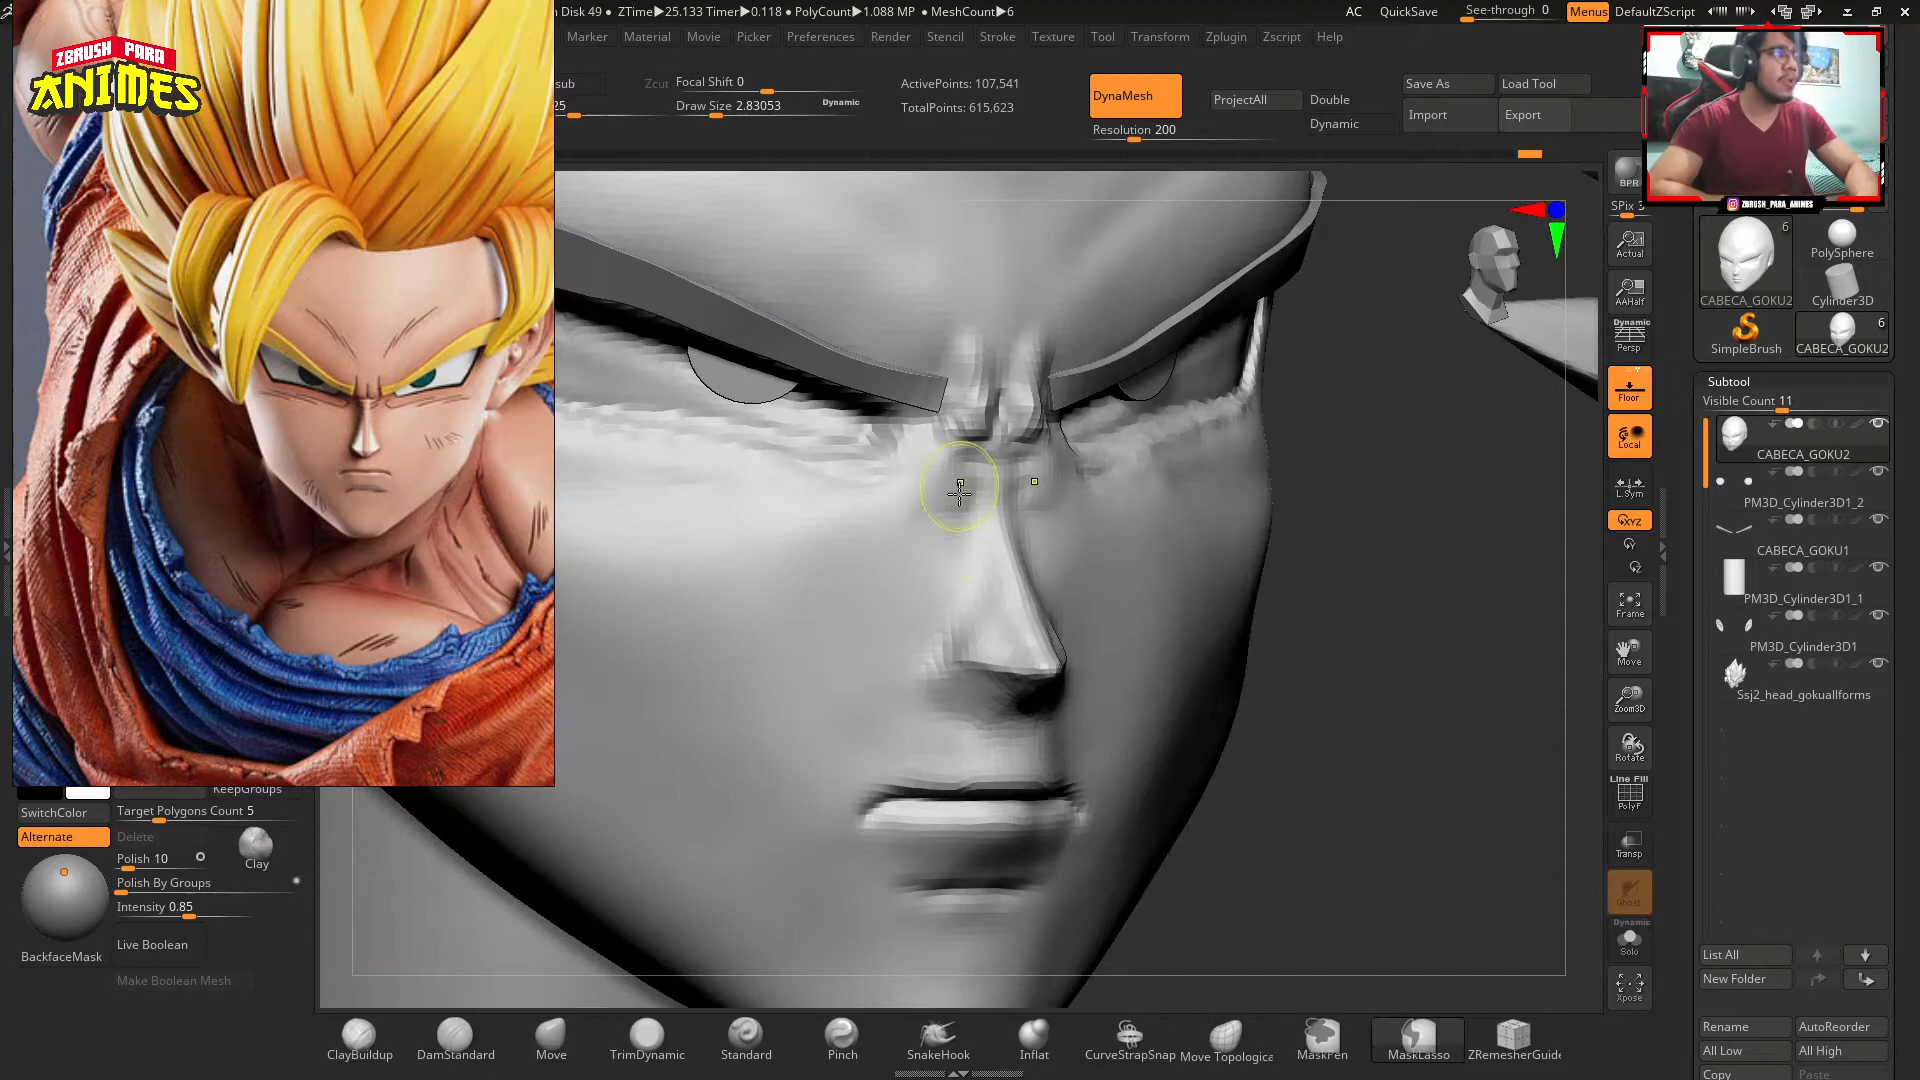 ZBRUSH PARA
ANIMES
Disk 49 ● ZTime▶25.133 Timer▶0.118 ● PolyCount▶1.088 MP ● MeshCount▶6
AC QuickSave See-through 0 Menus DefaultZScript
Marker Material Movie Picker Preferences Render Stencil Stroke Texture Tool Transform Zplugin Zscript Help
sub Zcut Focal Shift 0
25 Draw Size 2.83053 Dynamic
ActivePoints: 107,541
TotalPoints: 615,623
DynaMesh
Resolution 200
ProjectAll
Double
Dynamic
Save As Load Tool
Import Export
ZBRUSH_PARA_ANIMES
BPR
SPix 3
Actual
AAHalf
Dynamic
Persp
Floor
Local
L.Sym
XYZ
Y
Z
Frame
Move
Zoom3D
Rotate
Line Fill
PolyF
Transp
Ghost
Dynamic
Solo
Xpose
6
PolySphere
CABECA_GOKU2
Cylinder3D
6
SimpleBrush
CABECA_GOKU2
Subtool
Visible Count 11
CABECA_GOKU2
PM3D_Cylinder3D1_2
CABECA_GOKU1
PM3D_Cylinder3D1_1
PM3D_Cylinder3D1
Ssj2_head_gokuallforms
List All
New Folder
Rename AutoReorder
All Low All High
Copy Paste
KeepGroups
SwitchColor Target Polygons Count 5
Alternate Delete
Polish 10
Clay
Polish By Groups
Intensity 0.85
Live Boolean
BackfaceMask
Make Boolean Mesh
ClayBuildup DamStandard Move TrimDynamic Standard Pinch SnakeHook Inflat CurveStrapSnap Move Topologica MaskPen MaskLasso ZRemesherGuide